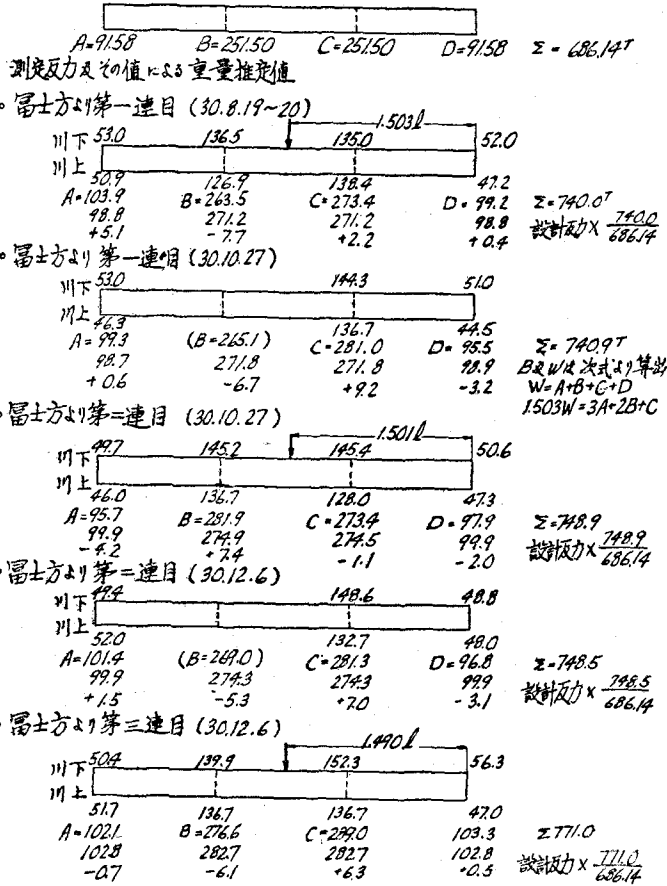 A=91.58 B=251.50 C=251.50 D=91.58 Σ = 686.14ᵀ
測定反力及その値による重量推定値
。冨士方より第一連目 (30.8.19~20)
1.503l
川下 53.0 136.5 135.0 52.0
川上
50.9 126.9 138.4 47.2
A=103.9 B=263.5 C=273.4 D=99.2 Σ=740.0ᵀ
98.8 271.2 271.2 98.8 設計反力× 740.0/686.14
+5.1 -7.7 +2.2 +0.4
。冨士方より第一連目 (30.10.27)
川下 53.0 144.3 51.0
川上
46.3 136.7 44.5
A=99.3 (B=265.1) C=281.0 D=95.5 Σ=740.9ᵀ
98.7 271.8 271.8 98.9 B及Wは次式より算出
+0.6 -6.7 +9.2 -3.2 W=A+B+C+D
1.503W=3A+2B+C
。冨士方より第二連目 (30.10.27)
1.501l
川下 49.7 145.2 145.4 50.6
川上
46.0 136.7 128.0 47.3
A=95.7 B=281.9 C=273.4 D=97.9 Σ=748.9
99.9 274.9 274.5 99.9 設計反力× 748.9/686.14
-4.2 +7.4 -1.1 -2.0
。冨士方より第二連目 (30.12.6)
川下 49.4 148.6 48.8
川上
52.0 132.7 48.0
A=101.4 (B=269.0) C=281.3 D=96.8 Σ=748.5
99.9 274.3 274.3 99.9 設計反力× 748.5/686.14
+1.5 -5.3 +7.0 -3.1
。冨士方より第三連目 (30.12.6)
1.490l
川下 50.4 139.9 152.3 56.3
川上
51.7 136.7 136.7 47.0
A=102.1 B=276.6 C=289.0 103.3 Σ771.0
102.8 282.7 282.7 102.8 設計反力× 771.0/686.14
-0.7 -6.1 +6.3 +0.5